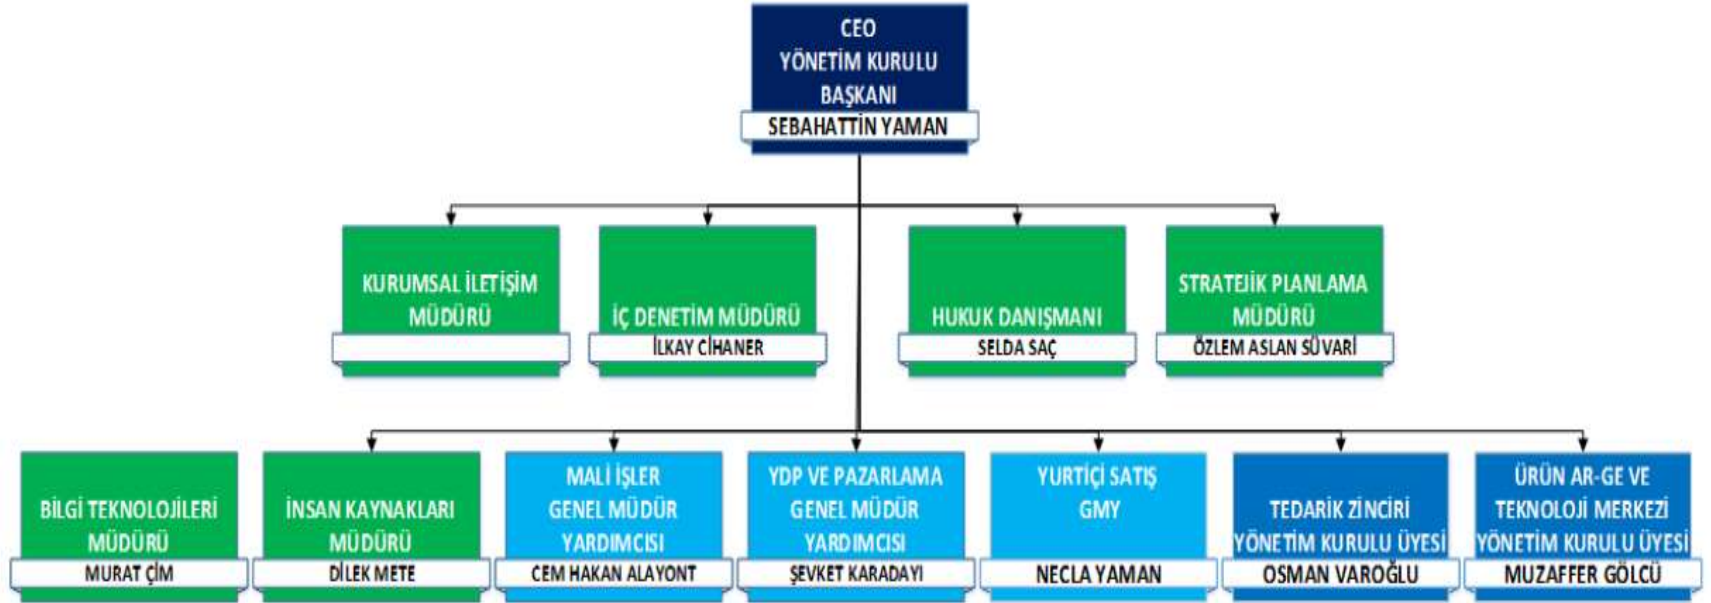 CEO
YÖNETİM KURULU
BAŞKANI
SEBAHATTİN YAMAN
KURUMSAL İLETİŞİM
MÜDÜRÜ
İÇ DENETİM MÜDÜRÜ
İLKAY CİHANER
HUKUK DANIŞMANI
SELDA SAÇ
STRATEJİK PLANLAMA
MÜDÜRÜ
ÖZLEM ASLAN SÜVARİ
BİLGİ TEKNOLOJİLERİ
MÜDÜRÜ
MURAT ÇİM
İNSAN KAYNAKLARI
MÜDÜRÜ
DİLEK METE
MALİ İŞLER
GENEL MÜDÜR
YARDIMCISI
CEM HAKAN ALAYONT
YDP VE PAZARLAMA
GENEL MÜDÜR
YARDIMCISI
ŞEVKET KARADAYI
YURTİÇİ SATIŞ
GMY
NECLA YAMAN
TEDARİK ZİNCİRİ
YÖNETİM KURULU ÜYESİ
OSMAN VAROĞLU
ÜRÜN AR-GE VE
TEKNOLOJİ MERKEZİ
YÖNETİM KURULU ÜYESİ
MUZAFFER GÖLCÜ